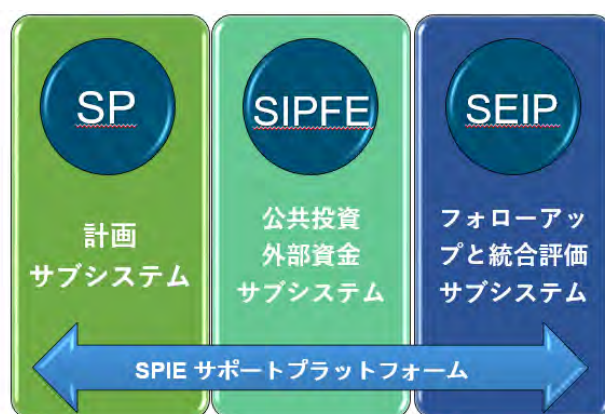 SP
計画
サブシステム
SIPFE
公共投資
外部資金
サブシステム
SEIP
フォローアッ
プと統合評価
サブシステム
SPIE サポートプラットフォーム